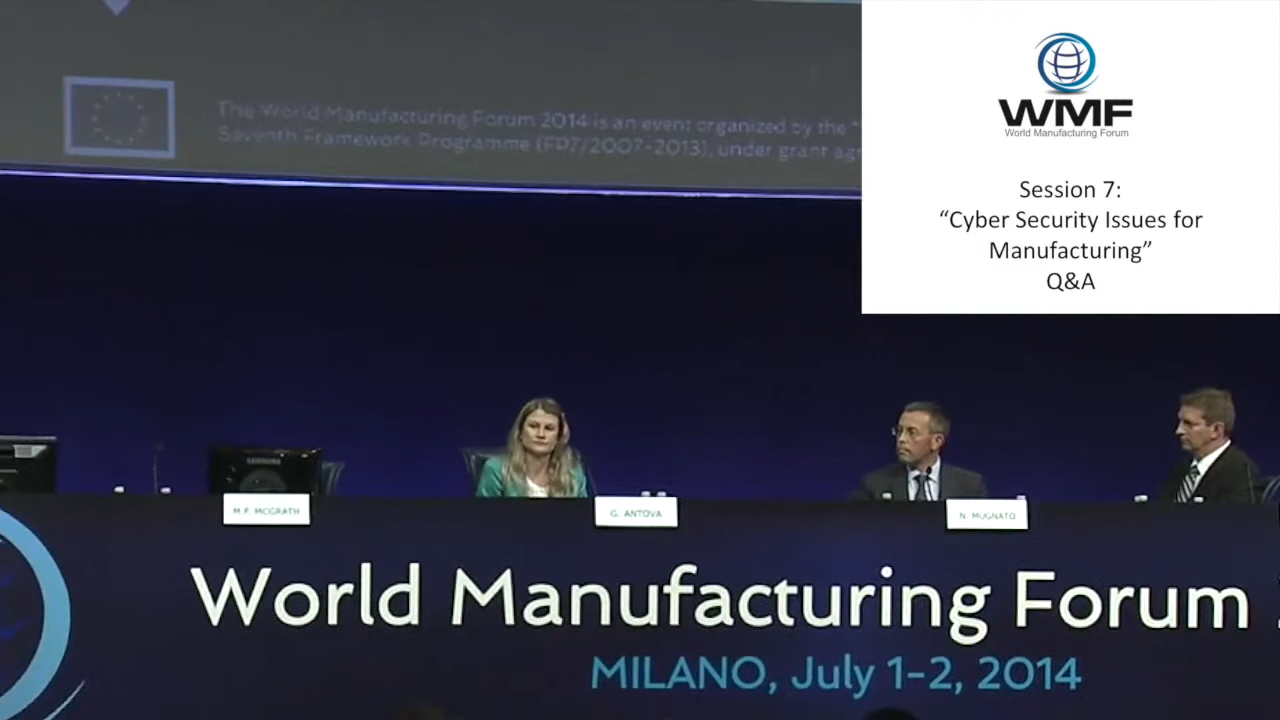 The World Manufacturing Forum 2014 is an event organized by the "
Seventh Framework Programme (FP7/2007-2013), under grant
WMF
World Manufacturing Forum
Session 7:
“Cyber Security Issues for
Manufacturing”
Q&A
SAMSUNG
M.F. MCGRATH
G. ANTOVA
N. MUGNATO
World Manufacturing Forum
MILANO, July 1-2, 2014